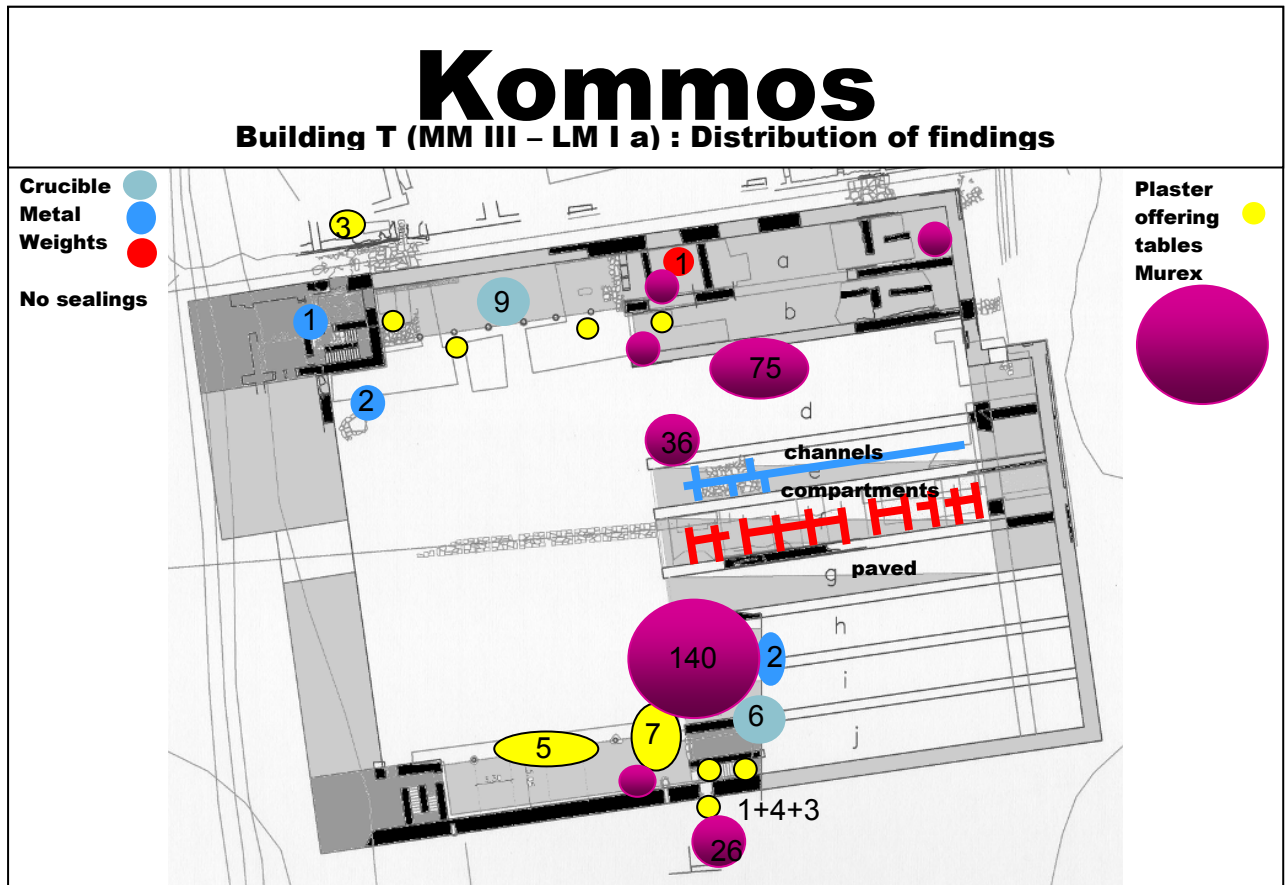 Kommos
Building T (MM III – LM I a) : Distribution of findings
Crucible
Metal
Weights
No sealings
Plaster
offering
tables
Murex
3
1
a
9
1
b
75
2
d
36
channels
e
compartments
g paved
h
140
2
i
6
7
5
j
1+4+3
26